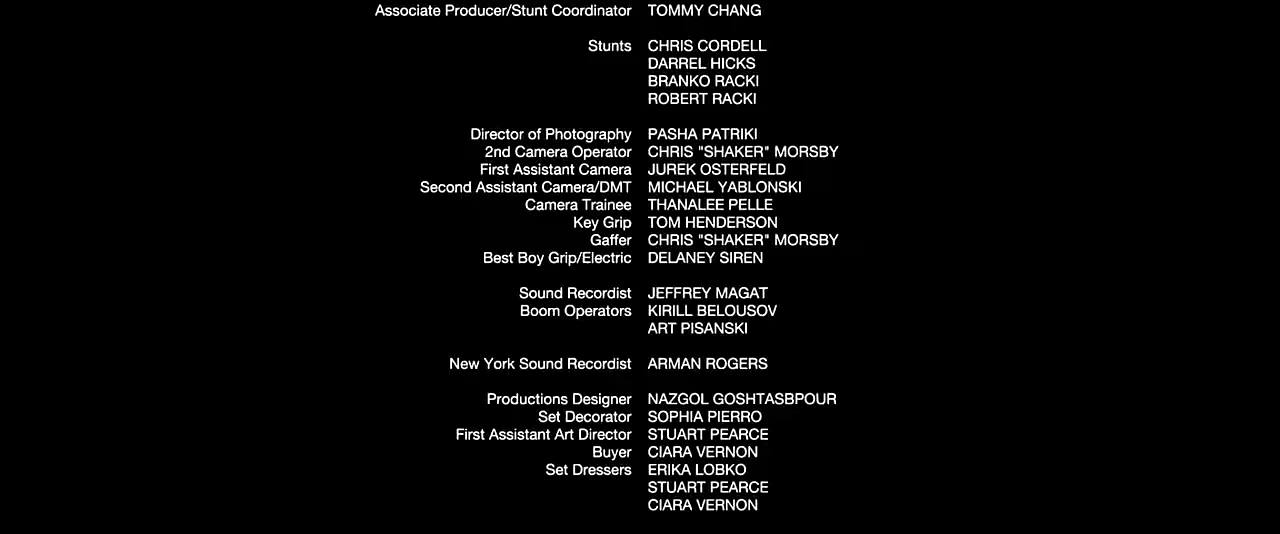 Associate Producer/Stunt Coordinator TOMMY CHANG
Stunts CHRIS CORDELL
DARREL HICKS
BRANKO RACKI
ROBERT RACKI
Director of Photography PASHA PATRIKI
2nd Camera Operator CHRIS "SHAKER" MORSBY
First Assistant Camera JUREK OSTERFELD
Second Assistant Camera/DMT MICHAEL YABLONSKI
Camera Trainee THANALEE PELLE
Key Grip TOM HENDERSON
Gaffer CHRIS "SHAKER" MORSBY
Best Boy Grip/Electric DELANEY SIREN
Sound Recordist JEFFREY MAGAT
Boom Operators KIRILL BELOUSOV
ART PISANSKI
New York Sound Recordist ARMAN ROGERS
Productions Designer NAZGOL GOSHTASBPOUR
Set Decorator SOPHIA PIERRO
First Assistant Art Director STUART PEARCE
Buyer CIARA VERNON
Set Dressers ERIKA LOBKO
STUART PEARCE
CIARA VERNON